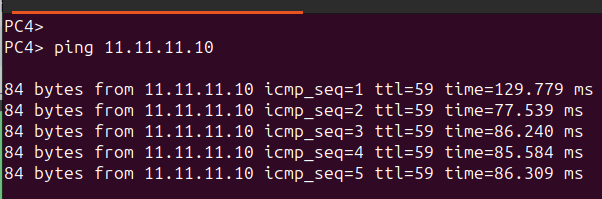 PC4>
PC4> ping 11.11.11.10
84 bytes from 11.11.11.10 icmp_seq=1 ttl=59 time=129.779 ms
84 bytes from 11.11.11.10 icmp_seq=2 ttl=59 time=77.539 ms
84 bytes from 11.11.11.10 icmp_seq=3 ttl=59 time=86.240 ms
84 bytes from 11.11.11.10 icmp_seq=4 ttl=59 time=85.584 ms
84 bytes from 11.11.11.10 icmp_seq=5 ttl=59 time=86.309 ms